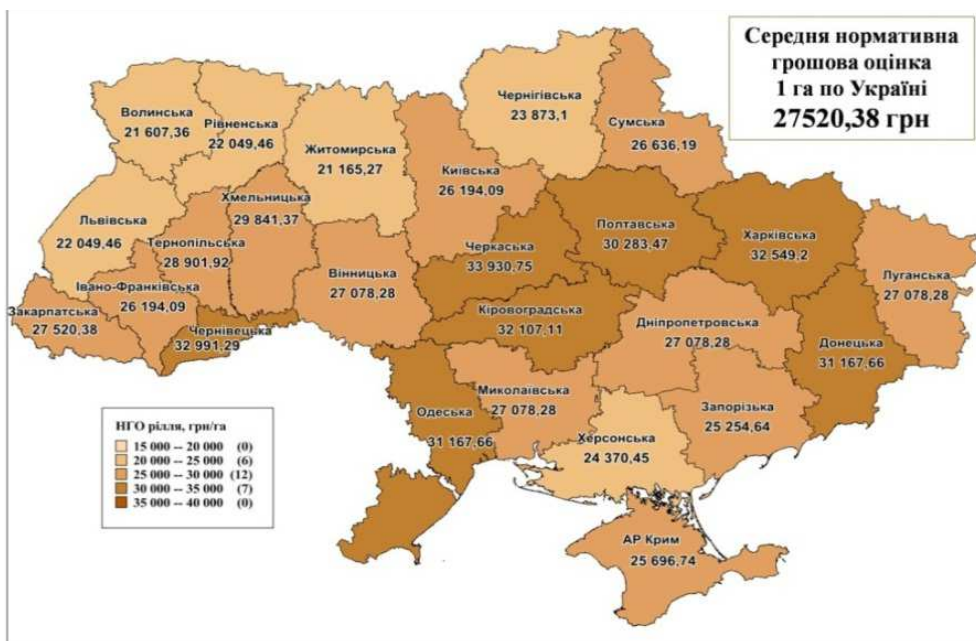 Середня нормативна
грошова оцінка
1 га по Україні
27520,38 грн
Волинська
21 607,36
Рівненська
22 049,46
Житомирська
21 165,27
Київська
26 194,09
Чернігівська
23 873,1
Сумська
26 636,19
Львівська
22 049,46
Тернопільська
28 901,92
Хмельницька
29 841,37
Вінницька
27 078,28
Черкаська
33 930,75
Полтавська
30 283,47
Харківська
32 549,2
Луганська
27 078,28
Закарпатська
27 520,38
Івано-Франківська
26 194,09
Чернівецька
32 991,29
Кіровоградська
32 107,11
Дніпропетровська
27 078,28
Донецька
31 167,66
Одеська
31 167,66
Миколаївська
27 078,28
Херсонська
24 370,45
Запорізька
25 254,64
АР Крим
25 696,74
НГО рілля, грн/га
15 000 -- 20 000 (0)
20 000 -- 25 000 (6)
25 000 -- 30 000 (12)
30 000 -- 35 000 (7)
35 000 -- 40 000 (0)